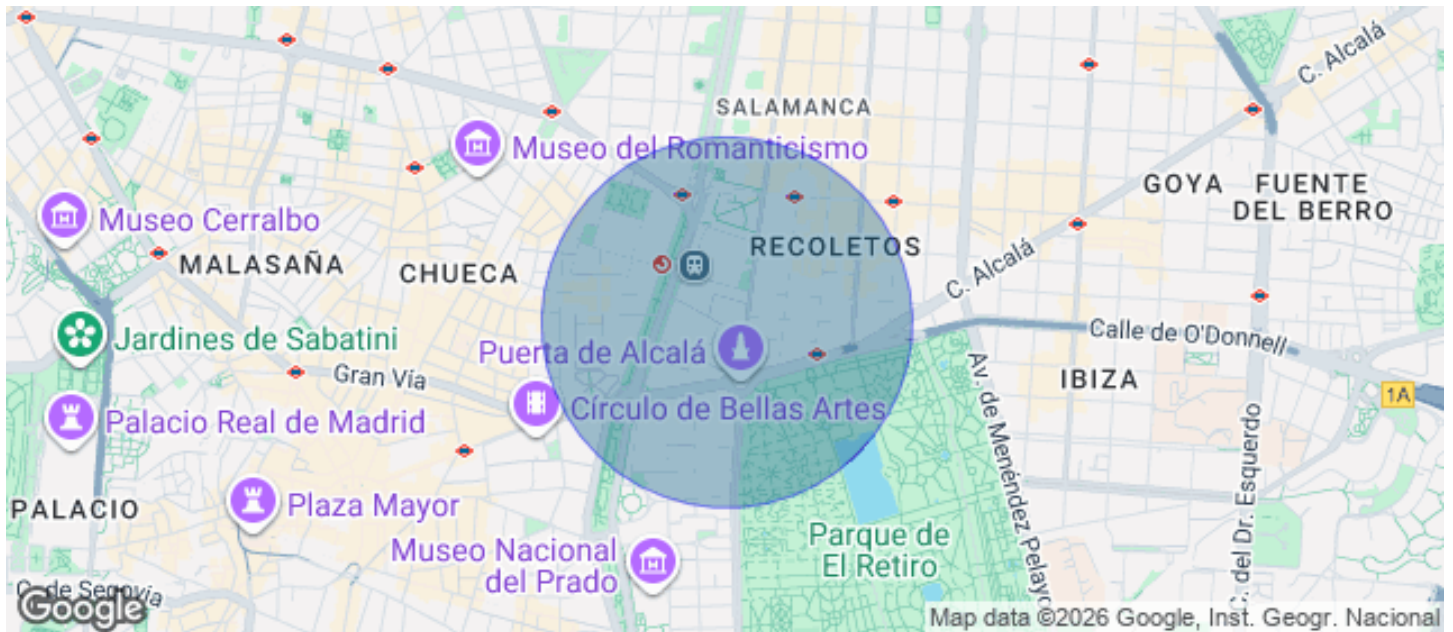 C. Alcalá
SALAMANCA
Museo del Romanticismo
GOYA
FUENTE
DEL BERRO
Museo Cerralbo
RECOLETOS
MALASAÑA
CHUECA
C. Alcalá
Jardines de Sabatini
Calle de O'Donnell
Puerta de Alcalá
Gran Vía
IBIZA
1A
Palacio Real de Madrid
Círculo de Bellas Artes
Av. de Menéndez Pelayo
C. del Dr. Esquerdo
PALACIO
Plaza Mayor
Museo Nacional
del Prado
Parque de
El Retiro
C. de Segovia
Google
Map data ©2026 Google, Inst. Geogr. Nacional